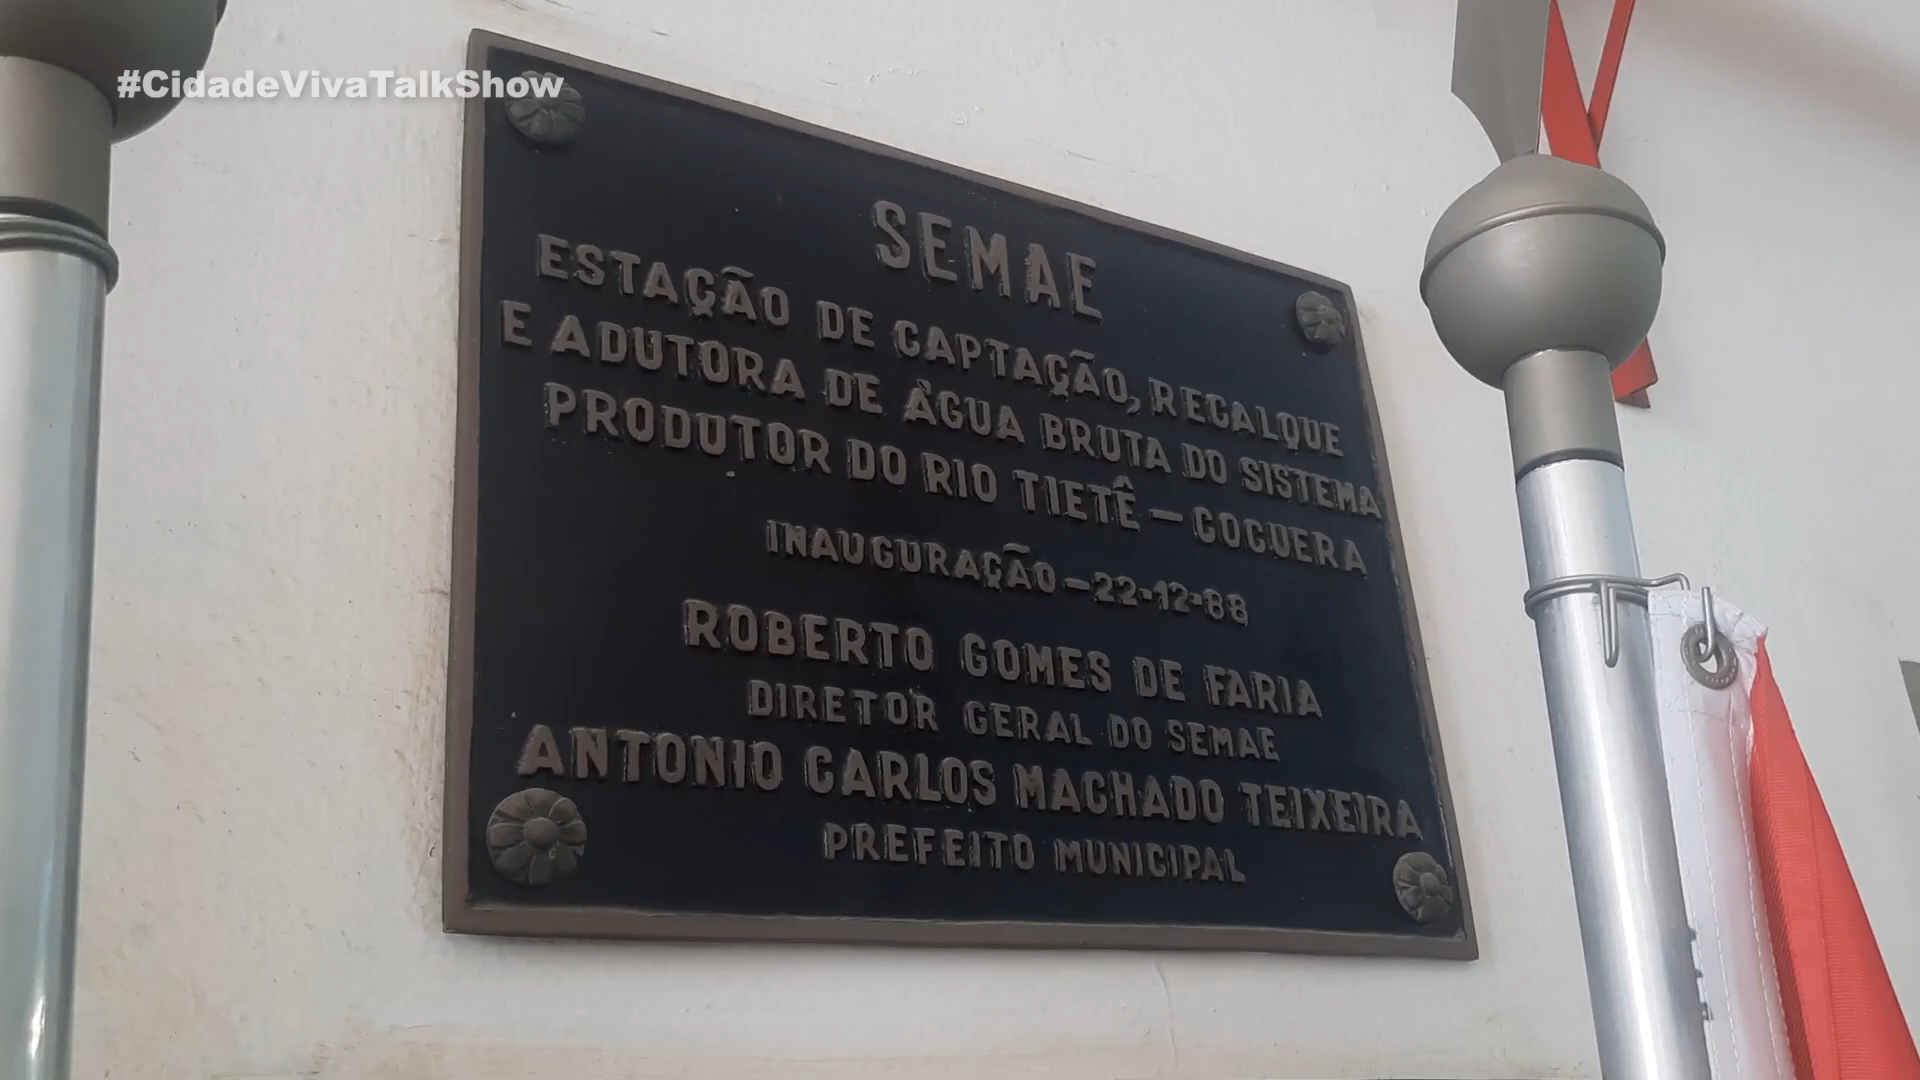 #CidadeVivaTalkShow
SEMAE
ESTAÇÃO DE CAPTAÇÃO, RECALQUE
E ADUTORA DE ÁGUA BRUTA DO SISTEMA
PRODUTOR DO RIO TIETÊ - COCUERA
INAUGURAÇÃO - 22-12-88
ROBERTO GOMES DE FARIA
DIRETOR GERAL DO SEMAE
ANTONIO CARLOS MACHADO TEIXEIRA
PREFEITO MUNICIPAL